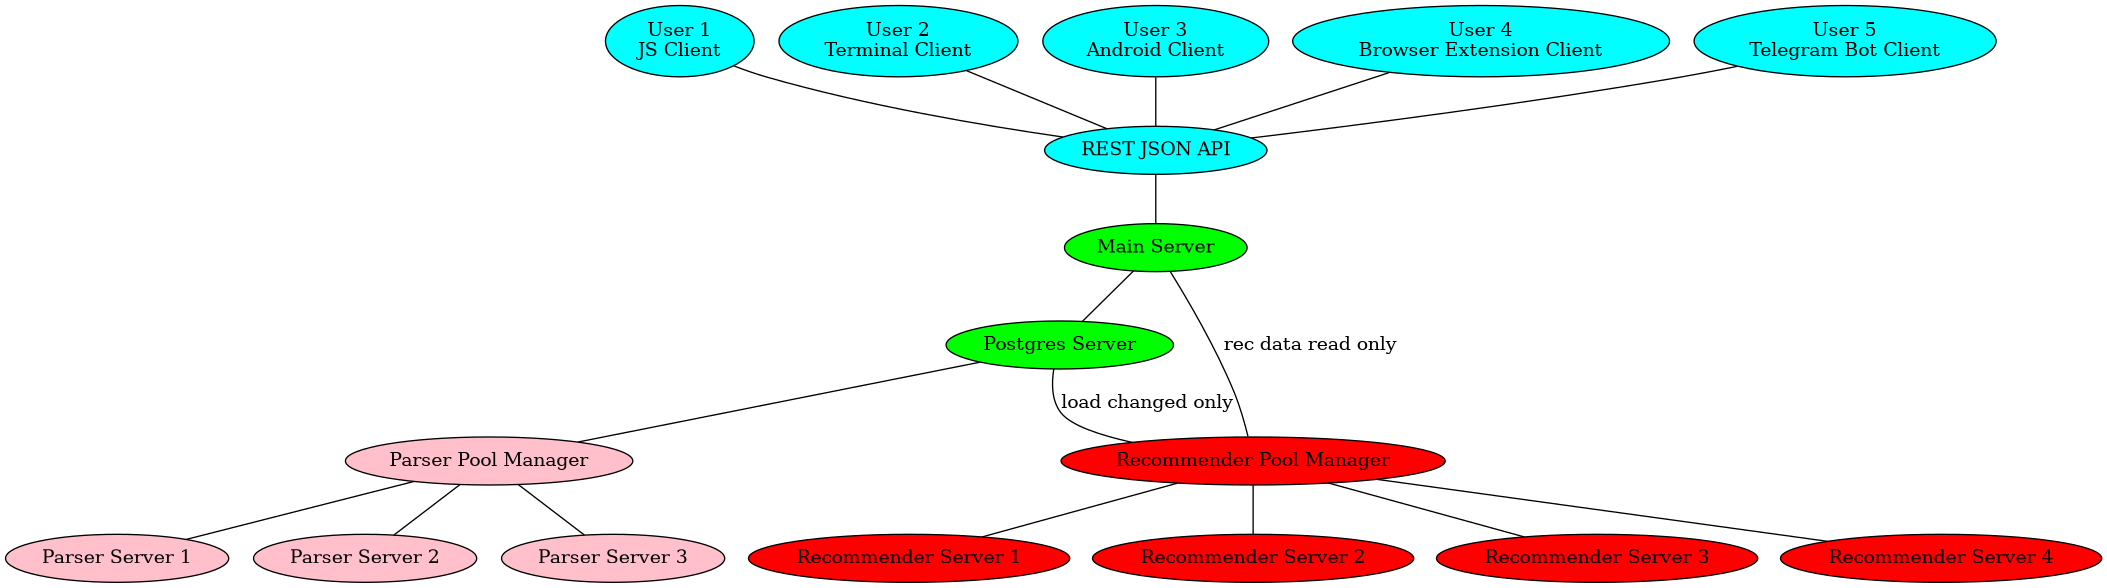 User 1
JS Client
User 2
Terminal Client
User 3
Android Client
User 4
Browser Extension Client
User 5
Telegram Bot Client
REST JSON API
Main Server
Postgres Server
rec data read only
load changed only
Parser Pool Manager
Recommender Pool Manager
Parser Server 1
Parser Server 2
Parser Server 3
Recommender Server 1
Recommender Server 2
Recommender Server 3
Recommender Server 4